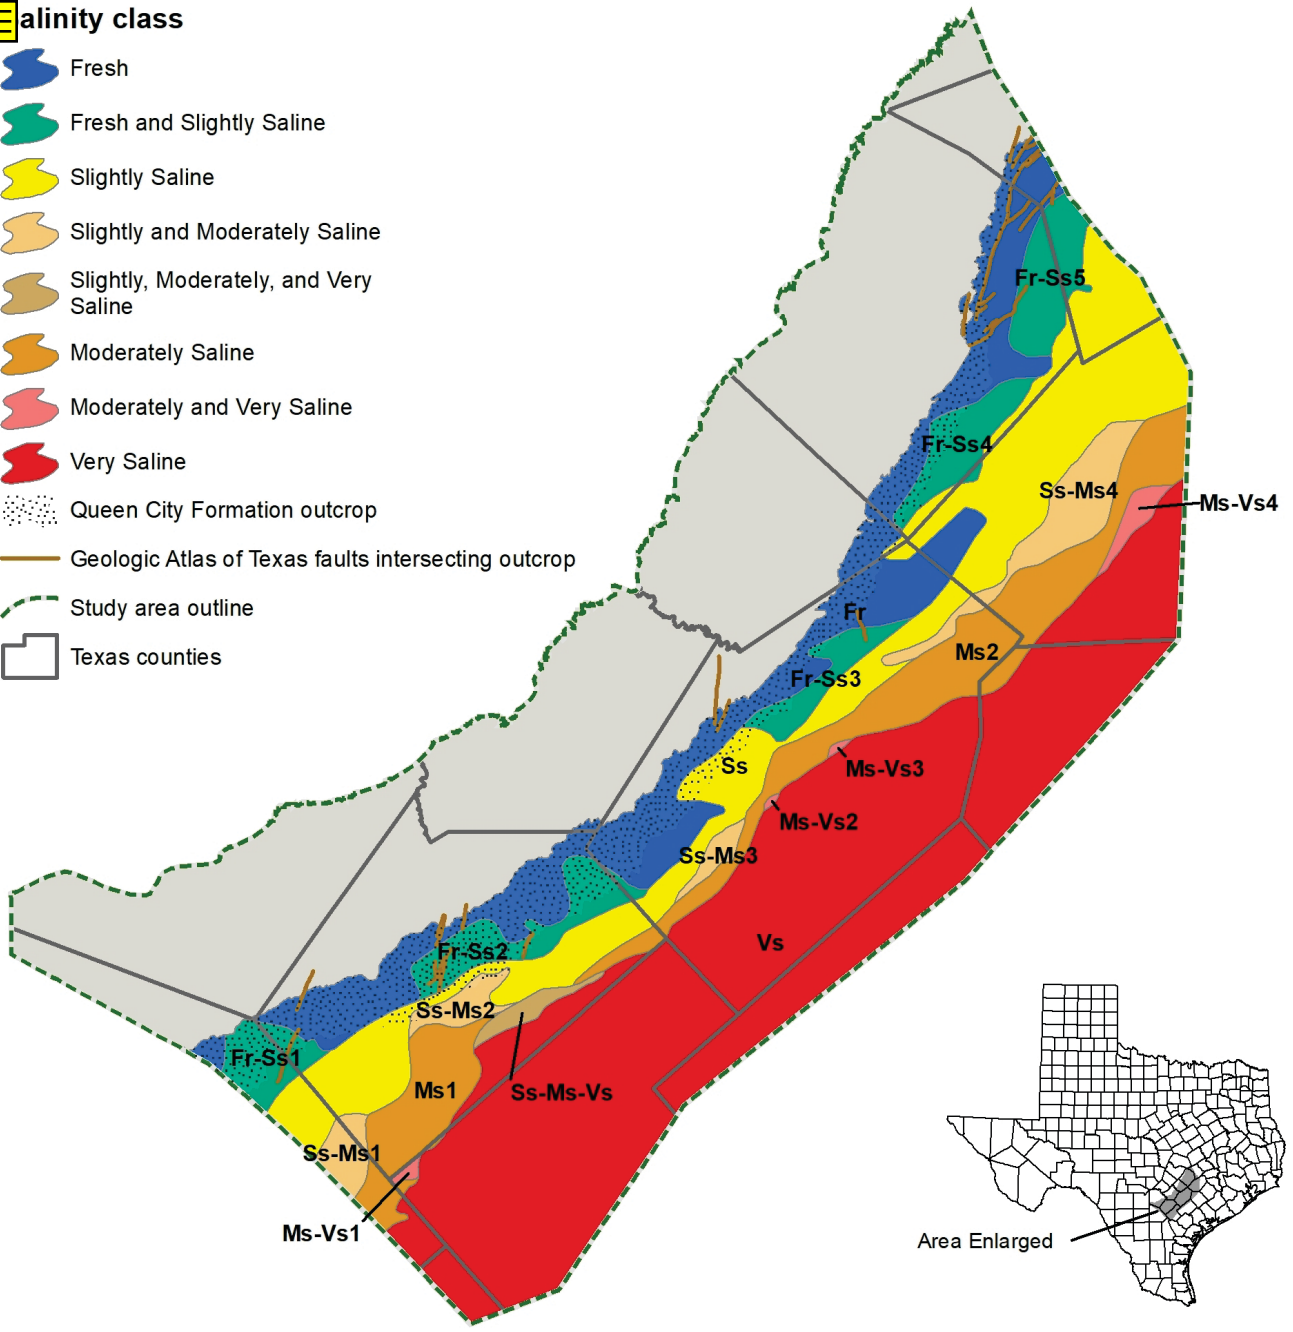 alinity class
Fresh
Fresh and Slightly Saline
Slightly Saline
Slightly and Moderately Saline
Slightly, Moderately, and Very
Saline
Moderately Saline
Moderately and Very Saline
Very Saline
Queen City Formation outcrop
Geologic Atlas of Texas faults intersecting outcrop
Study area outline
Texas counties
Fr-Ss5
Fr-Ss4
Ss-Ms4
Ms-Vs4
Fr
Ms2
Fr-Ss3
Ss
Ms-Vs3
Ms-Vs2
Ss-Ms3
Vs
Fr-Ss2
Ss-Ms2
Fr-Ss1
Ms1
Ss-Ms-Vs
Ss-Ms1
Ms-Vs1
Area Enlarged